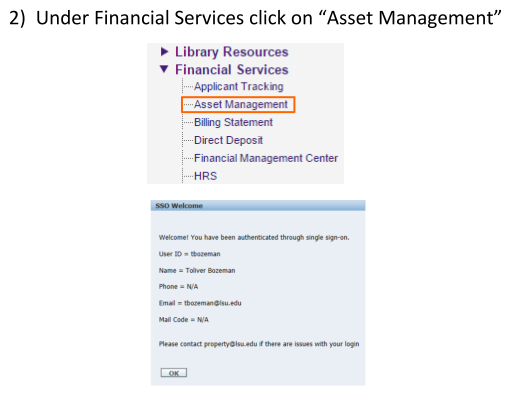 2) Under Financial Services click on “Asset Management”
Library Resources
Financial Services
Applicant Tracking
Asset Management
Billing Statement
Direct Deposit
Financial Management Center
HRS
SSO Welcome
Welcome! You have been authenticated through single sign-on.
User ID = tbozeman
Name = Toliver Bozeman
Phone = N/A
Email = tbozeman@lsu.edu
Mail Code = N/A
Please contact property@lsu.edu if there are issues with your login
OK